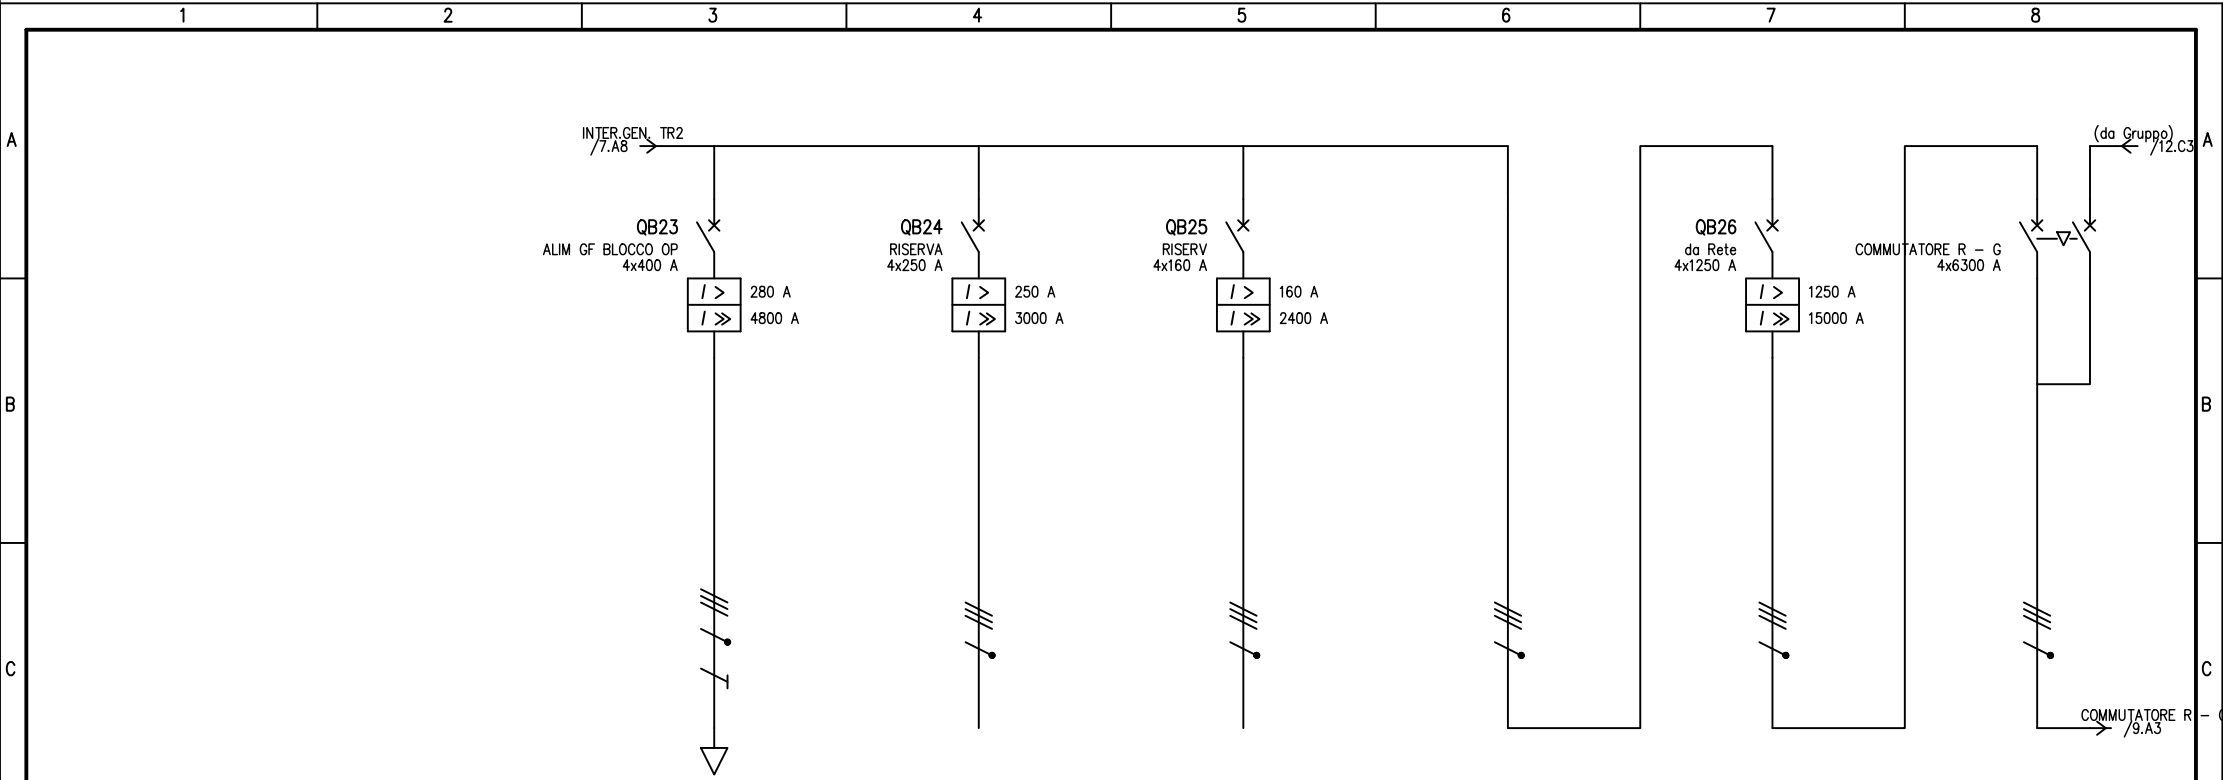 1 2 3 4 5 6 7 8
A
INTER.GEN. TR2
/7.A8
(da Gruppo)
/12.C3
A
QB23
ALIM GF BLOCCO OP
4x400 A
I >
280 A
I >>
4800 A
QB24
RISERVA
4x250 A
I >
250 A
I >>
3000 A
QB25
RISERV
4x160 A
I >
160 A
I >>
2400 A
QB26
da Rete
4x1250 A
I >
1250 A
I >>
15000 A
COMMUTATORE R – G
4x6300 A
B
B
C
C
COMMUTATORE R –
/9.A3